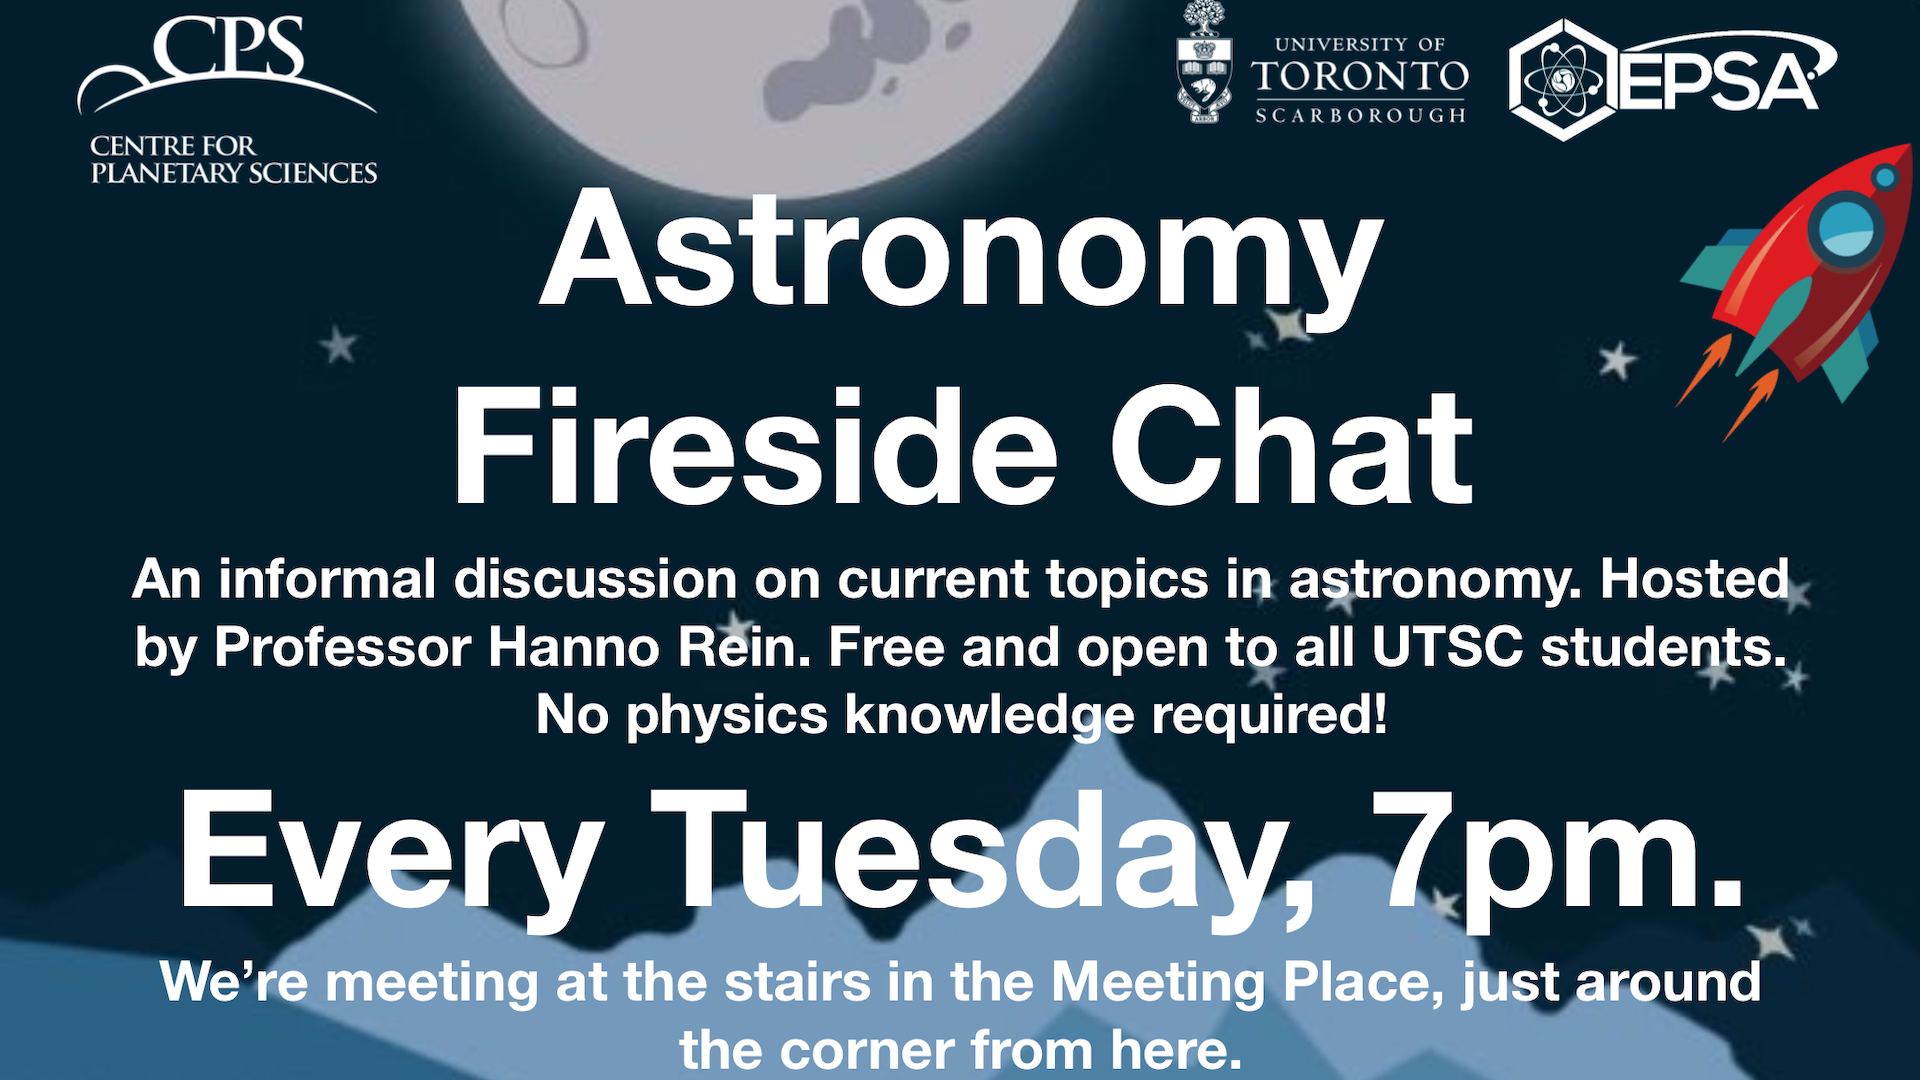 CPS
CENTRE FOR
PLANETARY SCIENCES
UNIVERSITY OF
TORONTO
SCARBOROUGH
EPSA
Astronomy
Fireside Chat
An informal discussion on current topics in astronomy. Hosted
by Professor Hanno Rein. Free and open to all UTSC students.
No physics knowledge required!
Every Tuesday, 7pm.
We’re meeting at the stairs in the Meeting Place, just around
the corner from here.